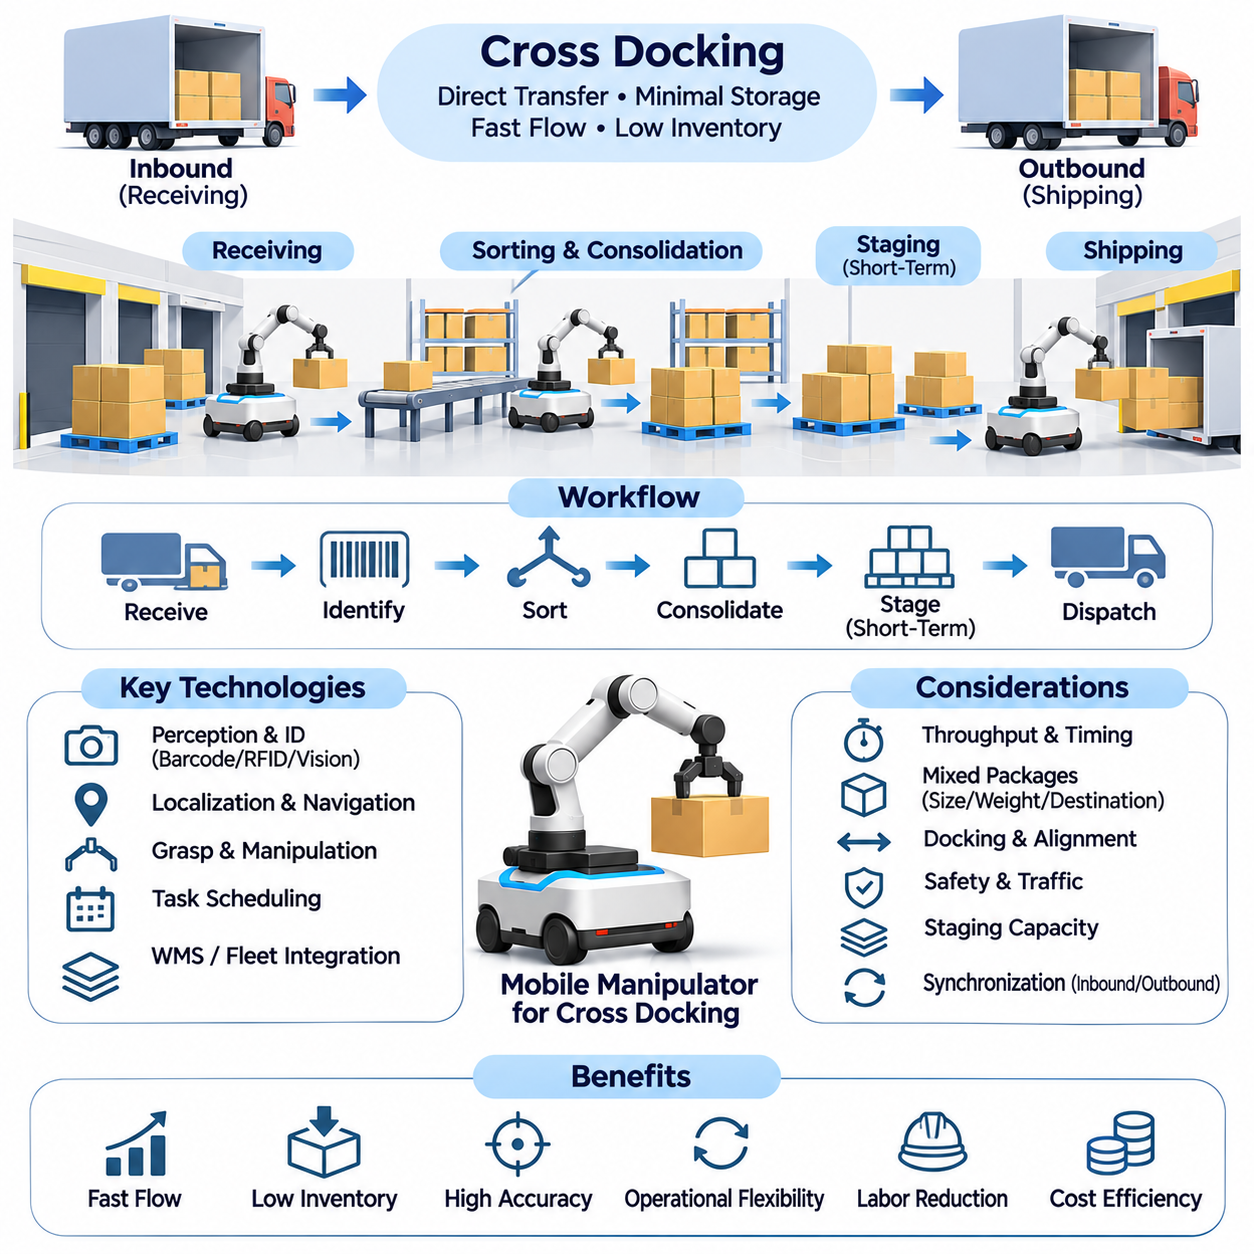 Cross Docking
Direct Transfer • Minimal Storage
Fast Flow • Low Inventory
Inbound
(Receiving)
Outbound
(Shipping)
Receiving
Sorting & Consolidation
Staging
(Short-Term)
Shipping
Workflow
Receive
Identify
Sort
Consolidate
Stage
(Short-Term)
Dispatch
Key Technologies
Perception & ID
(Barcode/RFID/Vision)
Localization & Navigation
Grasp & Manipulation
Task Scheduling
WMS / Fleet Integration
Mobile Manipulator
for Cross Docking
Considerations
Throughput & Timing
Mixed Packages
(Size/Weight/Destination)
Docking & Alignment
Safety & Traffic
Staging Capacity
Synchronization (Inbound/Outbound)
Benefits
Fast Flow
Low Inventory
High Accuracy
Operational Flexibility
Labor Reduction
Cost Efficiency